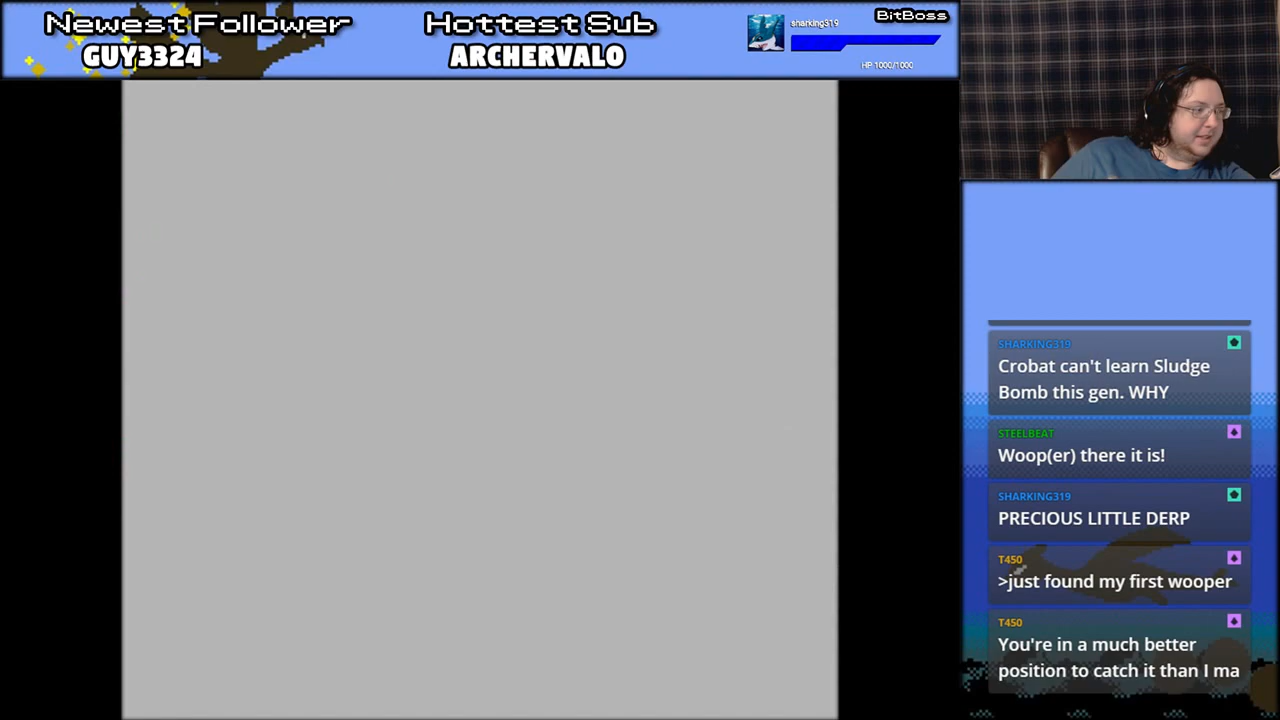 Newest Follower
GUY3324
Hottest Sub
ARCHERVALO
sharking319
BitBoss
HP 1000/1000
SHARKING319
Crobat can't learn Sludge
Bomb this gen. WHY
STEELBEAT
Woop(er) there it is!
SHARKING319
PRECIOUS LITTLE DERP
T450
>just found my first wooper
T450
You're in a much better
position to catch it than I ma